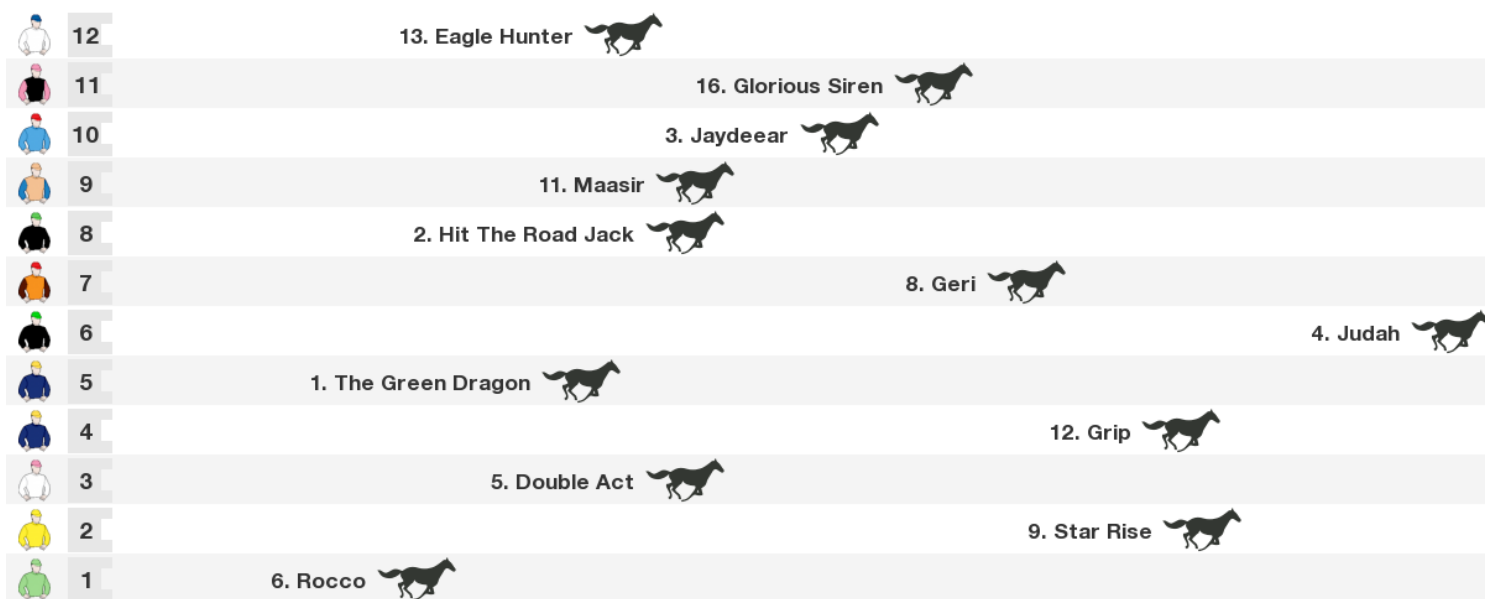 12 13. Eagle Hunter
11 16. Glorious Siren
10 3. Jaydeear
9 11. Maasir
8 2. Hit The Road Jack
7 8. Geri
6 4. Judah
5 1. The Green Dragon
4 12. Grip
3 5. Double Act
2 9. Star Rise
1 6. Rocco